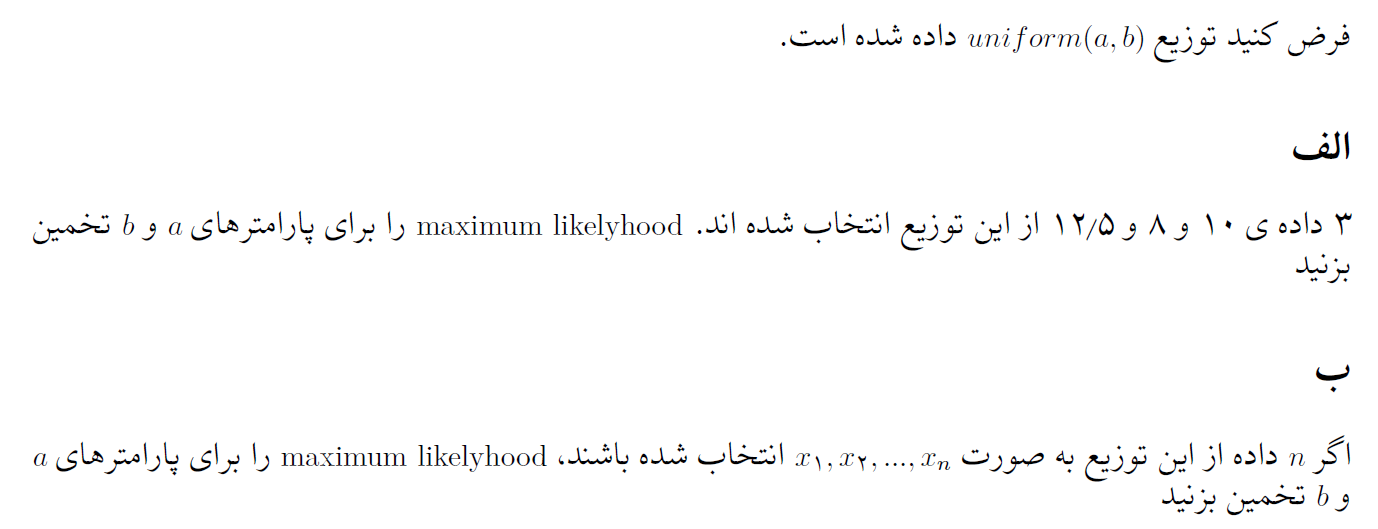 فرض کنید توزیع uniform(a, b) داده شده است.
الف
۳ داده ی ۱۰ و ۸ و ۱۲٫۵ از این توزیع انتخاب شده اند. maximum likelyhood را برای پارامترهای a و b تخمین
بزنید
ب
اگر n داده از این توزیع به صورت x۱, x۲, ..., xn انتخاب شده باشند، maximum likelyhood را برای پارامترهای a
و b تخمین بزنید